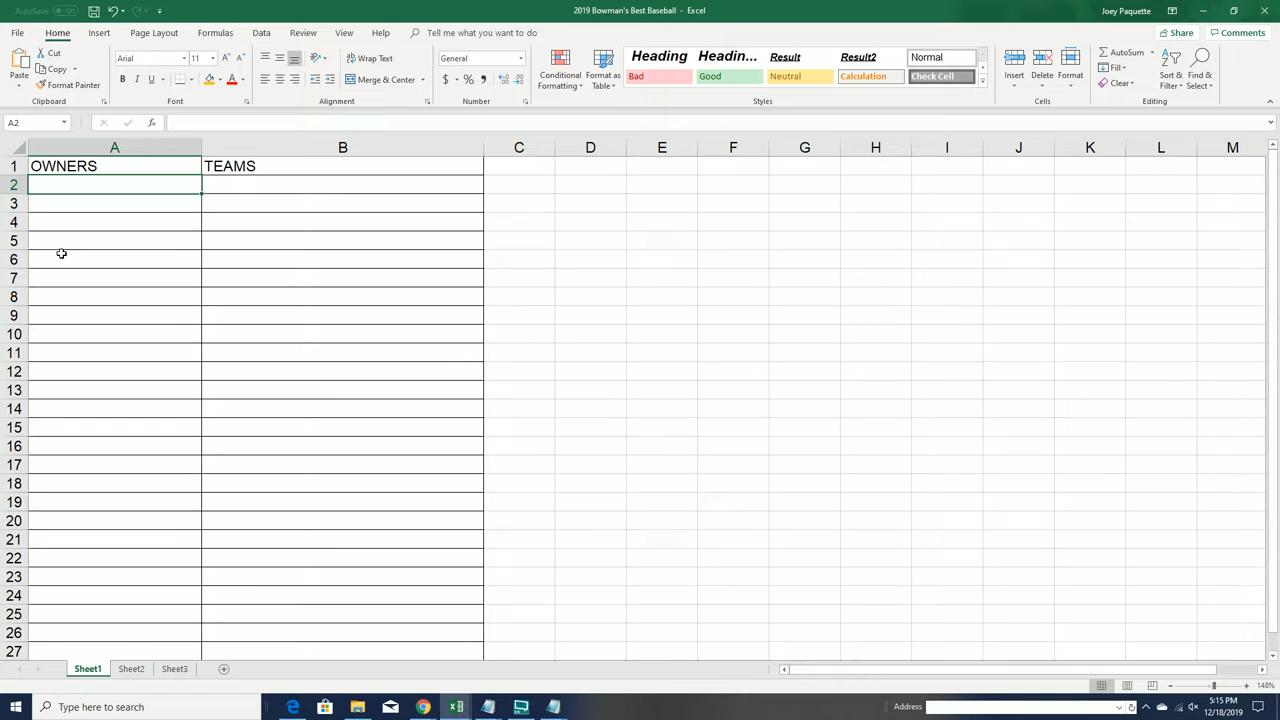 AutoSave Off 2019 Bowman's Best Baseball - Excel Joey Paquette
File Home Insert Page Layout Formulas Data Review View Help Tell me what you want to do Share Comments
Paste Cut Copy Format Painter Clipboard
Arial 11 B I U A A A Font
Wrap Text Merge & Center Alignment
General $ % , Number
Conditional Formatting Format as Table
Heading Headin... Result Result2 Normal
Bad Good Neutral Calculation Check Cell
Styles
Insert Delete Format Cells
AutoSum Fill Clear Sort & Filter Find & Select Editing
A2 fx
A B C D E F G H I J K L M
1 OWNERS TEAMS
2
3
4
5
6
7
8
9
10
11
12
13
14
15
16
17
18
19
20
21
22
23
24
25
26
27
Sheet1 Sheet2 Sheet3
148%
Type here to search Address 5:15 PM
12/18/2019